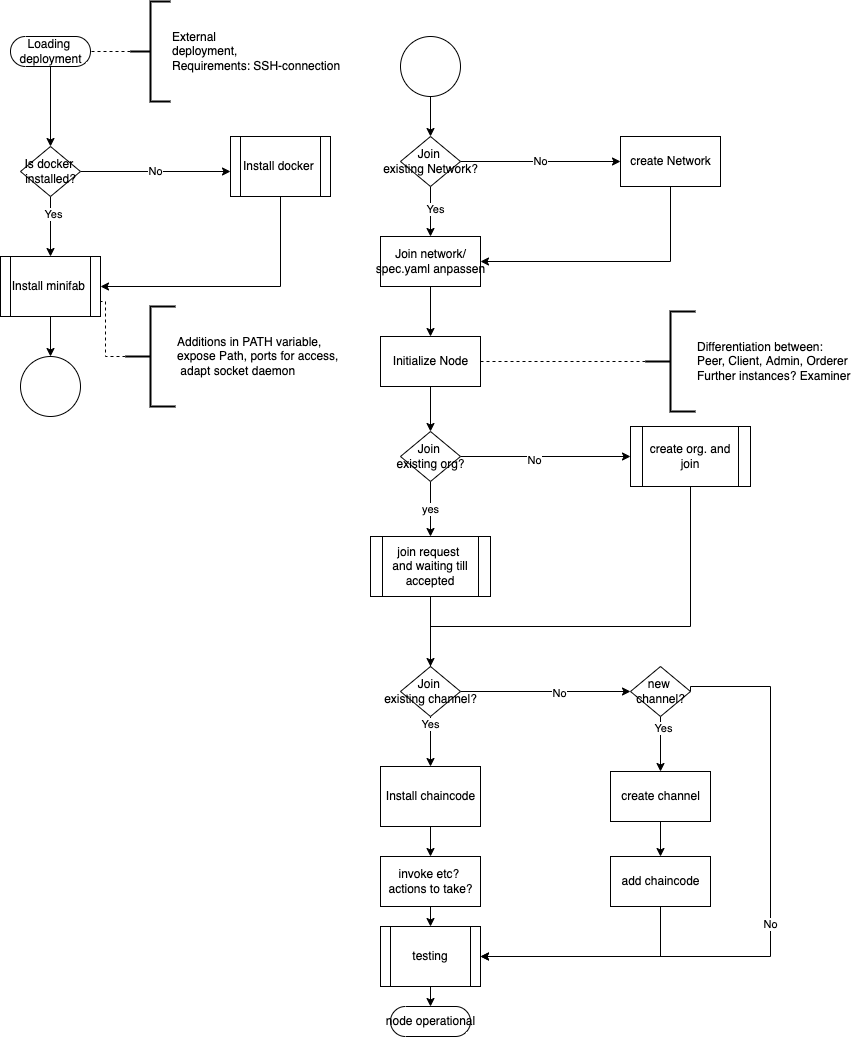 Loading
deployment
External
deployment,
Requirements: SSH-connection
Is docker
installed?
No
Install docker
Yes
Install minifab
Additions in PATH variable,
expose Path, ports for access,
adapt socket daemon
Join
existing Network?
No
create Network
Yes
Join network/
spec.yaml anpassen
Initialize Node
Differentiation between:
Peer, Client, Admin, Orderer
Further instances? Examiner
Join
existing org?
No
create org. and
join
yes
join request
and waiting till
accepted
Join
existing channel?
No
new
channel?
Yes
Yes
Install chaincode
create channel
invoke etc?
actions to take?
add chaincode
No
testing
node operational